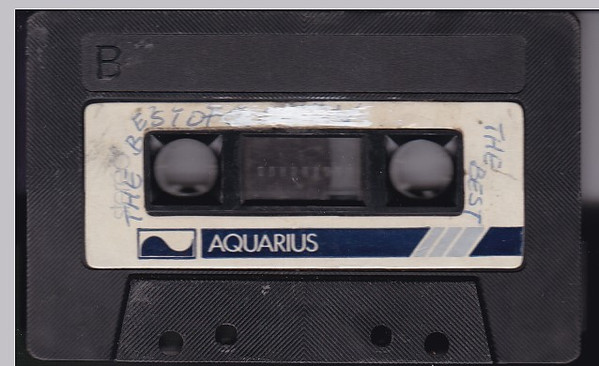 B
THE BEST OF
THE BEST
AQUARIUS